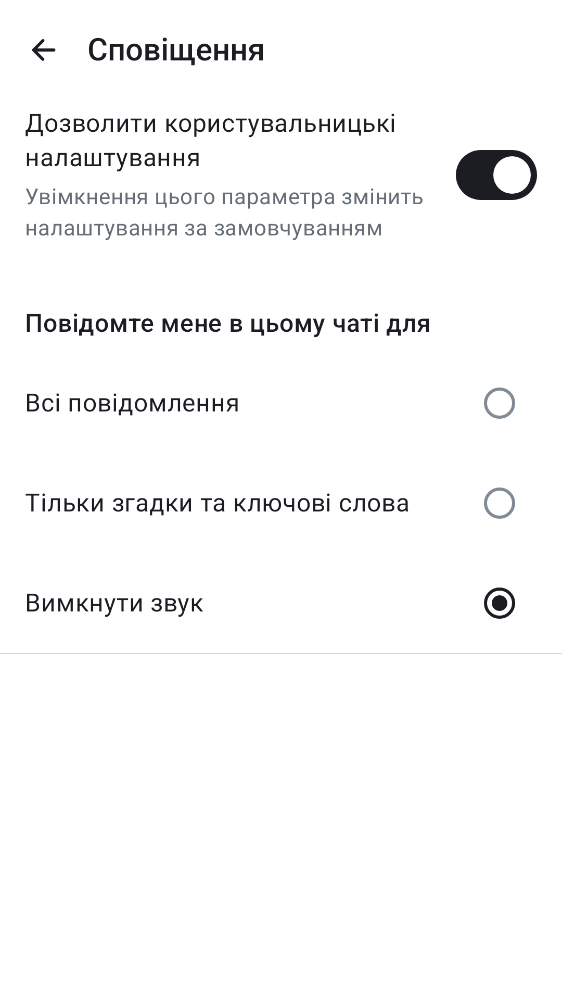 Сповіщення
Дозволити користувальницькі
налаштування
Увімкнення цього параметра змінить
налаштування за замовчуванням
Повідомте мене в цьому чаті для
Всі повідомлення
Тільки згадки та ключові слова
Вимкнути звук